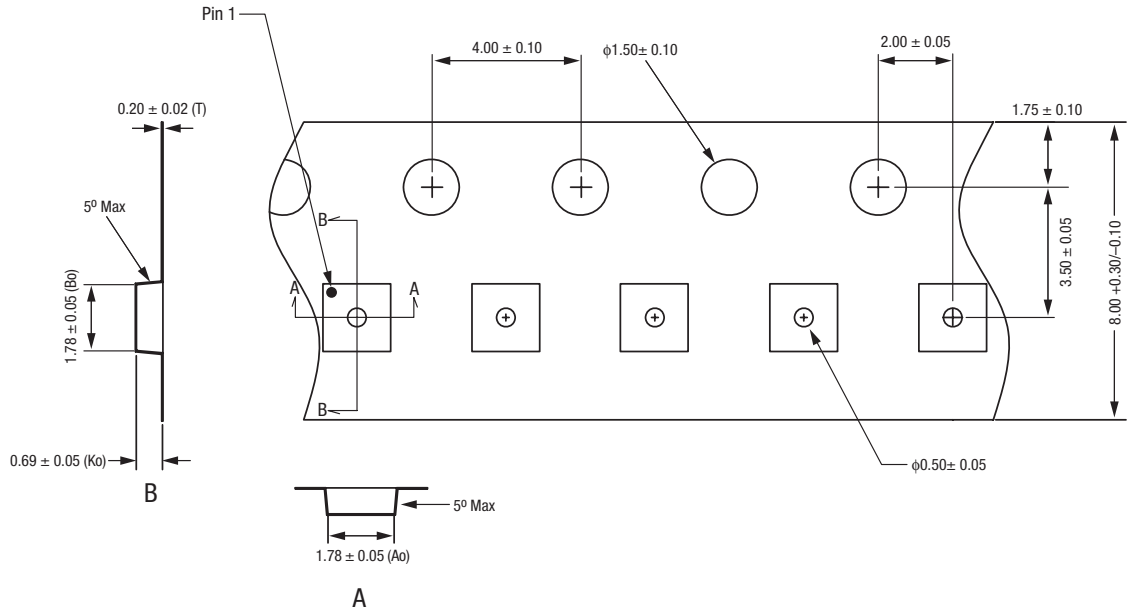 Pin 1
4.00 ± 0.10
ϕ1.50± 0.10
2.00 ± 0.05
0.20 ± 0.02 (T)
1.75 ± 0.10
5º Max
B
A
A
1.78 ± 0.05 (Bo)
3.50 ± 0.05
8.00 +0.30/–0.10
B
0.69 ± 0.05 (Ko)
ϕ0.50± 0.05
B
5º Max
1.78 ± 0.05 (Ao)
A